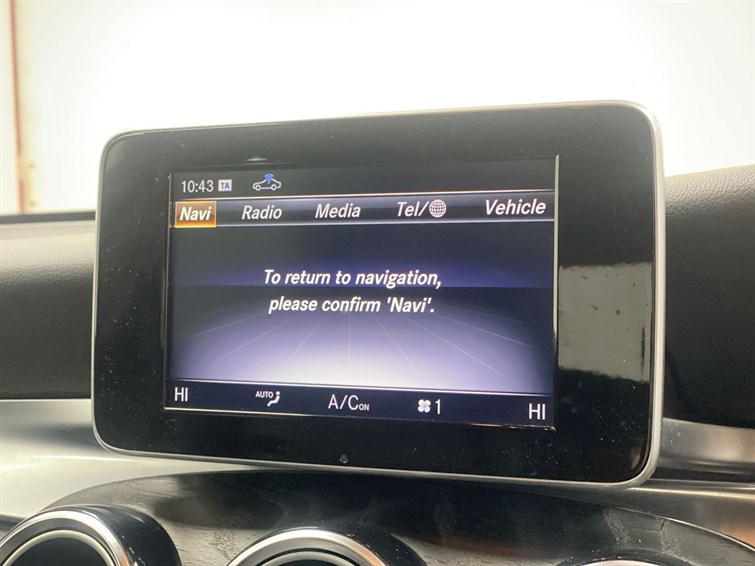 10:43 TA
Navi Radio Media Tel/ Vehicle
To return to navigation,
please confirm 'Navi'.
HI AUTO A/C ON 1 HI